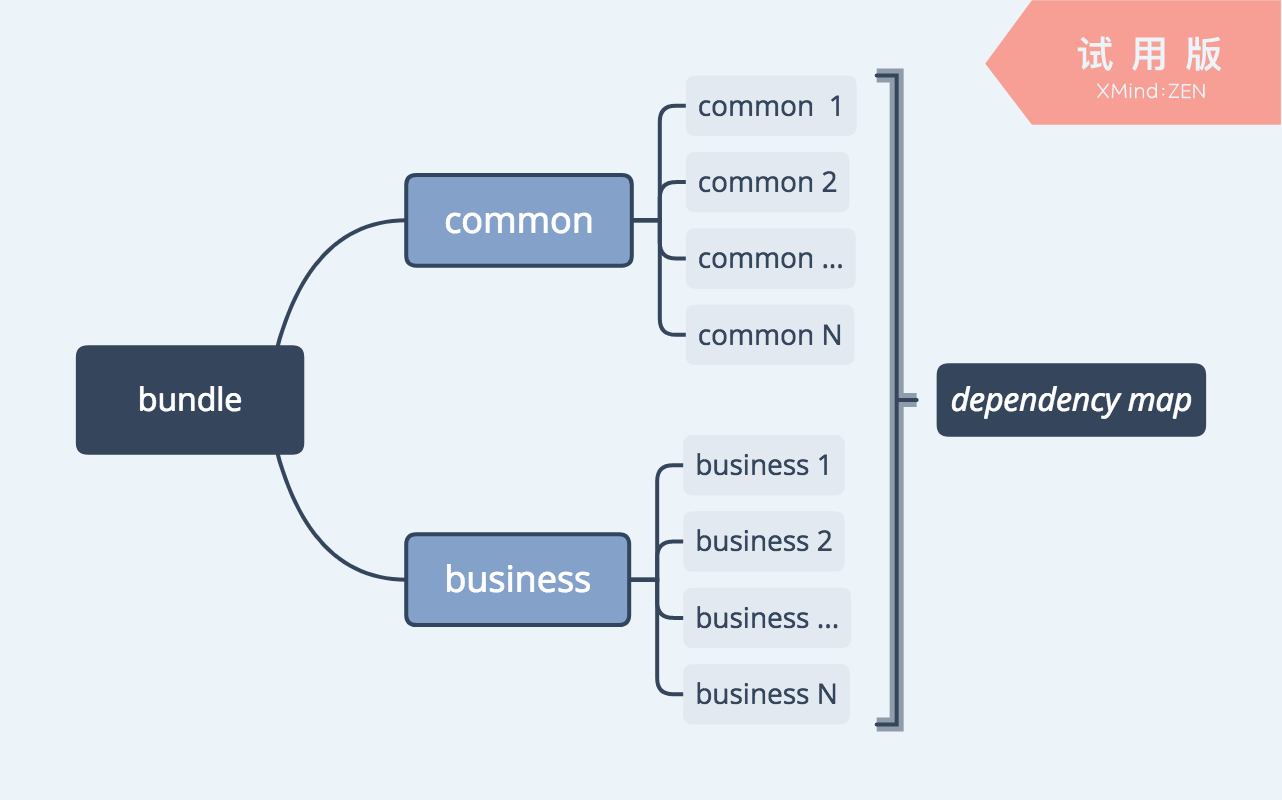 试用版
XMind:ZEN
common 1
common 2
common
common ...
common N
bundle
dependency map
business 1
business 2
business
business ...
business N